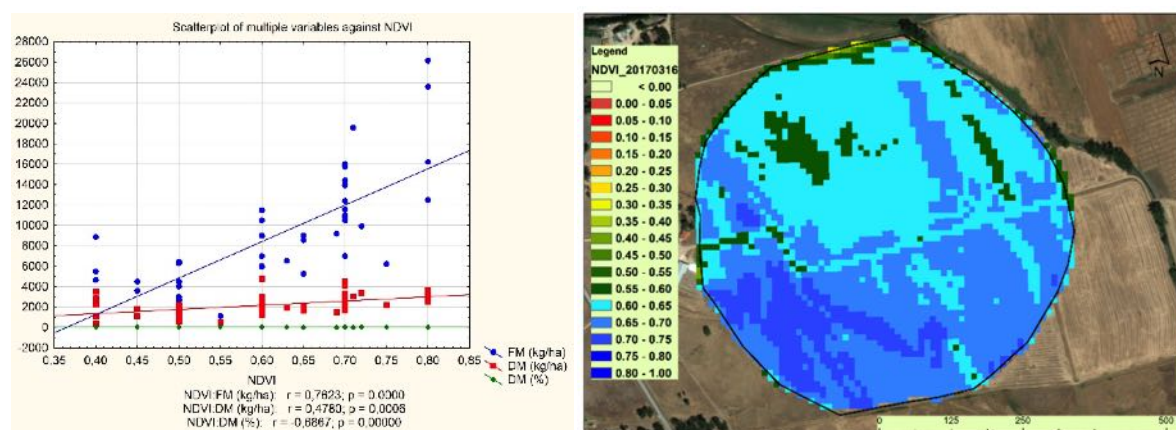 Scatterplot of multiple variables against NDVI
28000
26000
24000
22000
20000
18000
16000
14000
12000
10000
8000
6000
4000
2000
0
-2000
0,35 0,40 0,45 0,50 0,55 0,60 0,65 0,70 0,75 0,80 0,85
NDVI
FM (kg/ha)
DM (kg/ha)
DM (%)
NDVI:FM (kg/ha): r = 0,7623; p = 0.0000
NDVI:DM (kg/ha): r = 0,4780; p = 0,0006
NDVI:DM (%): r = -0,6867; p = 0,00000
Legend
NDVI_20170316
< 0.00
0.00 - 0.05
0.05 - 0.10
0.10 - 0.15
0.15 - 0.20
0.20 - 0.25
0.25 - 0.30
0.30 - 0.35
0.35 - 0.40
0.40 - 0.45
0.45 - 0.50
0.50 - 0.55
0.55 - 0.60
0.60 - 0.65
0.65 - 0.70
0.70 - 0.75
0.75 - 0.80
0.80 - 1.00
N
0 125 250 500